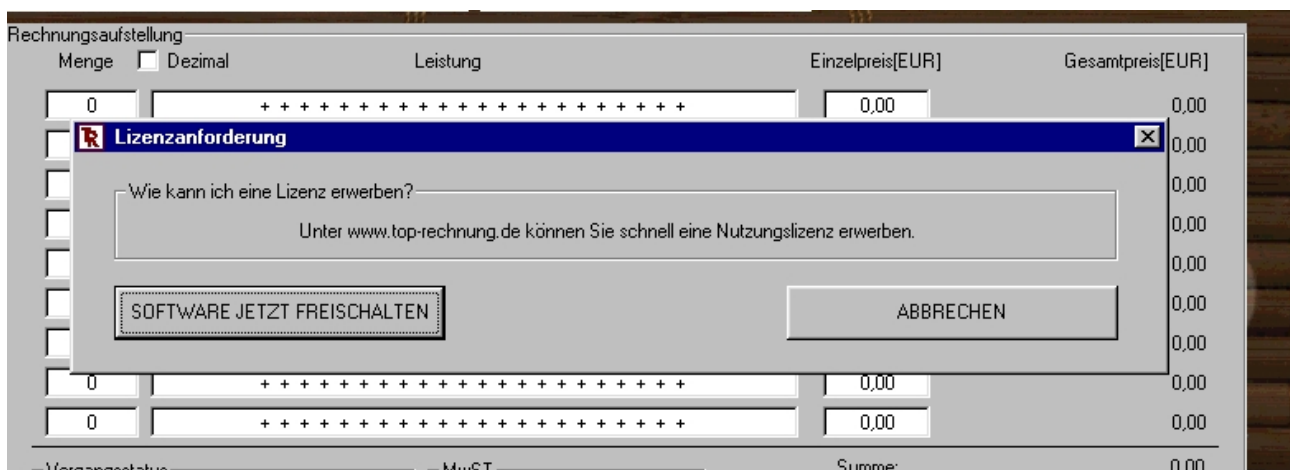 Rechnungsaufstellung
Menge Dezimal Leistung Einzelpreis[EUR] Gesamtpreis[EUR]
0 + + + + + + + + + + + + + + + + + + + + + + 0,00 0,00
Lizenzanforderung 0,00
Wie kann ich eine Lizenz erwerben? 0,00
Unter www.top-rechnung.de können Sie schnell eine Nutzungslizenz erwerben. 0,00
0,00
SOFTWARE JETZT FREISCHALTEN ABBRECHEN 0,00
0,00
0 + + + + + + + + + + + + + + + + + + + + + + 0,00 0,00
0 + + + + + + + + + + + + + + + + + + + + + + 0,00 0,00
Vorgangsstatus MwST Summe: 0,00